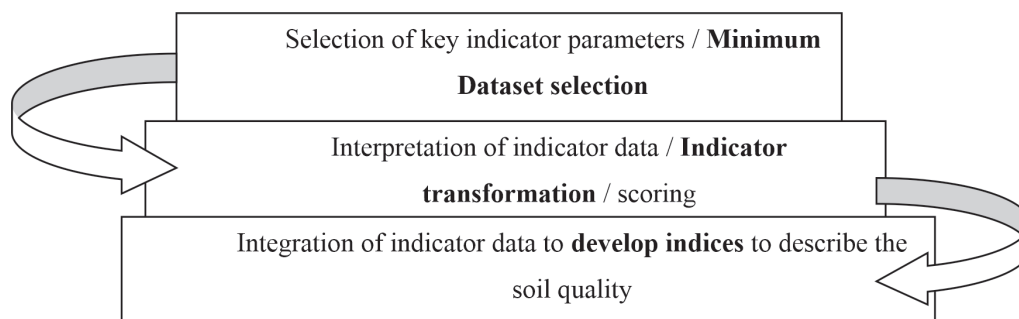 Selection of key indicator parameters / Minimum
Dataset selection
Interpretation of indicator data / Indicator
transformation / scoring
Integration of indicator data to develop indices to describe the
soil quality